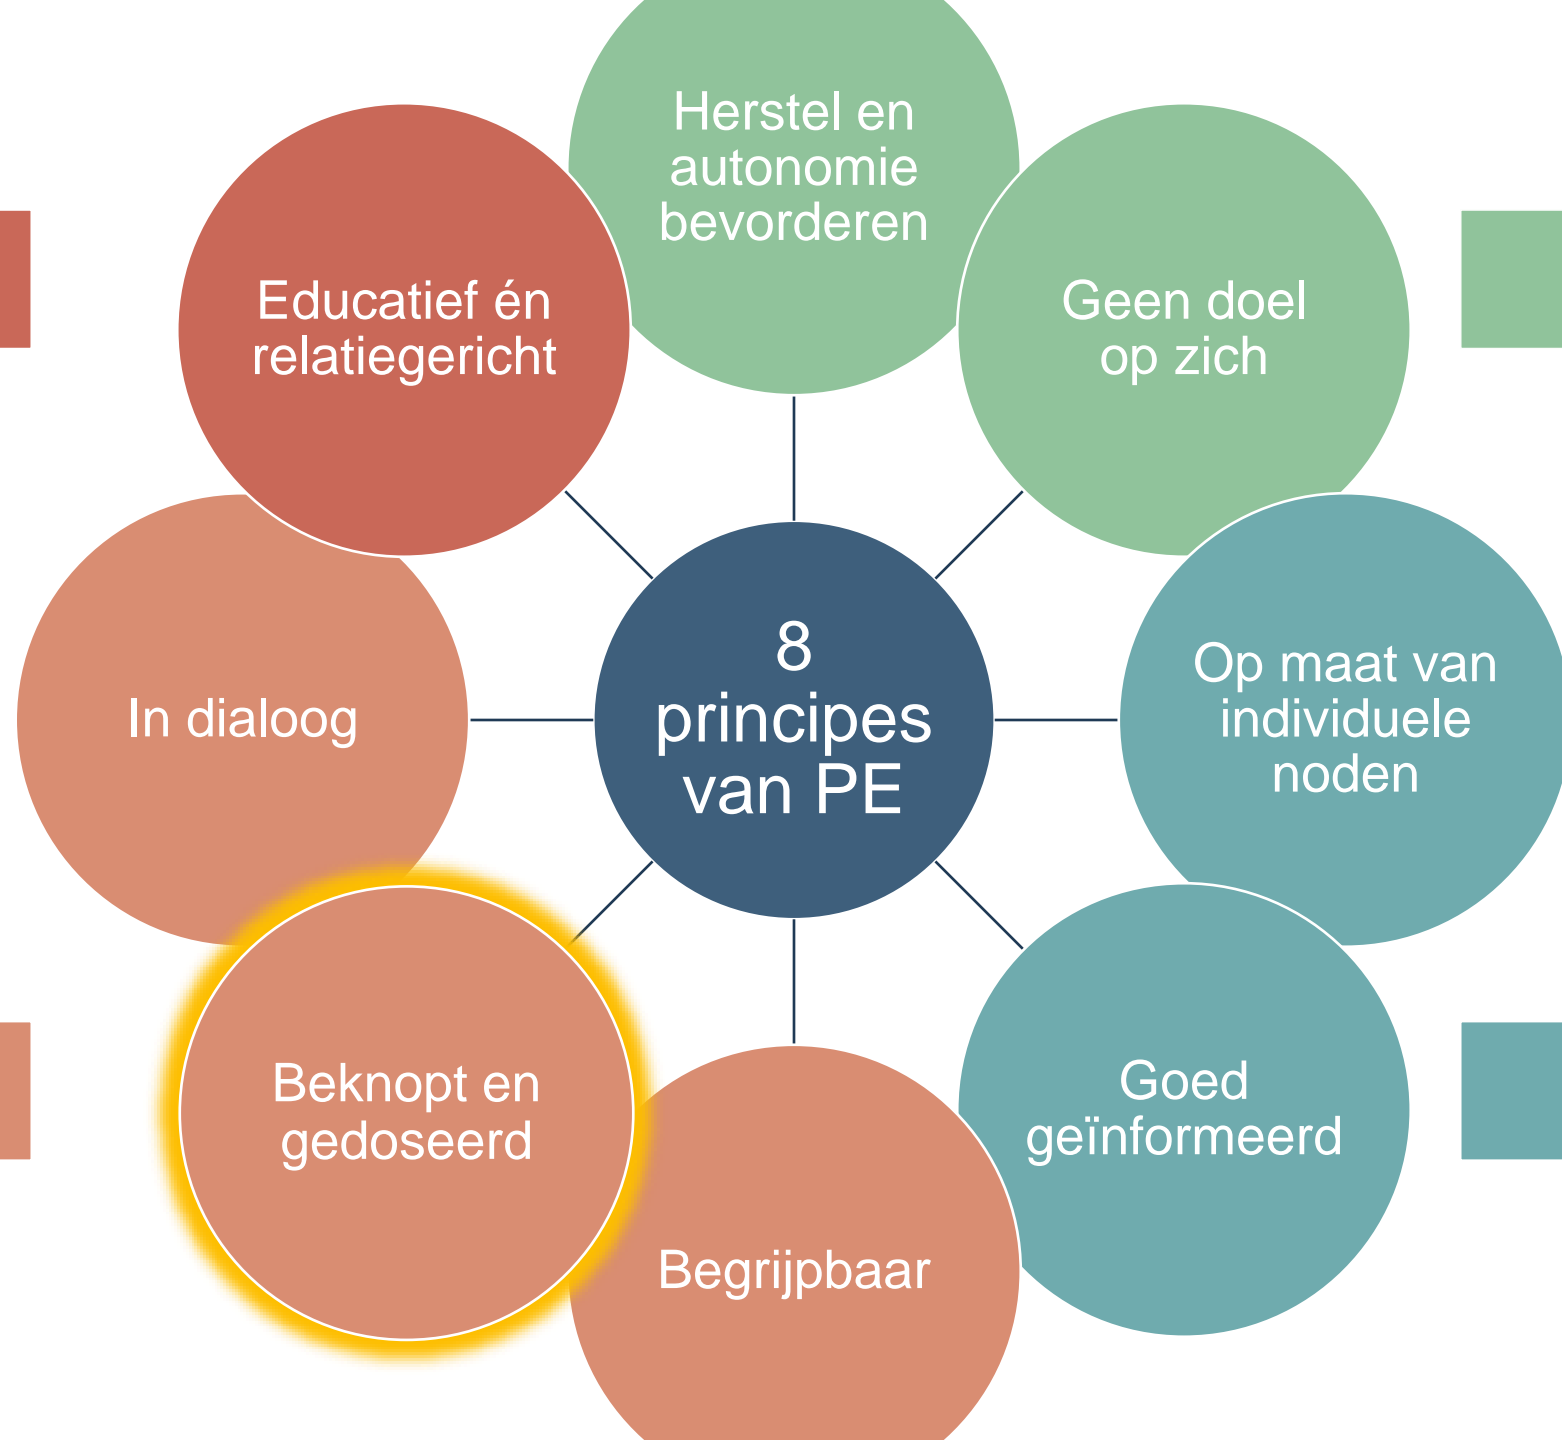 Herstel en
autonomie
bevorderen
Geen doel
op zich
Op maat van
individuele
noden
Goed
geïnformeerd
Begrijpbaar
Beknopt en
gedoseerd
In dialoog
Educatief én
relatiegericht
8
principes
van PE